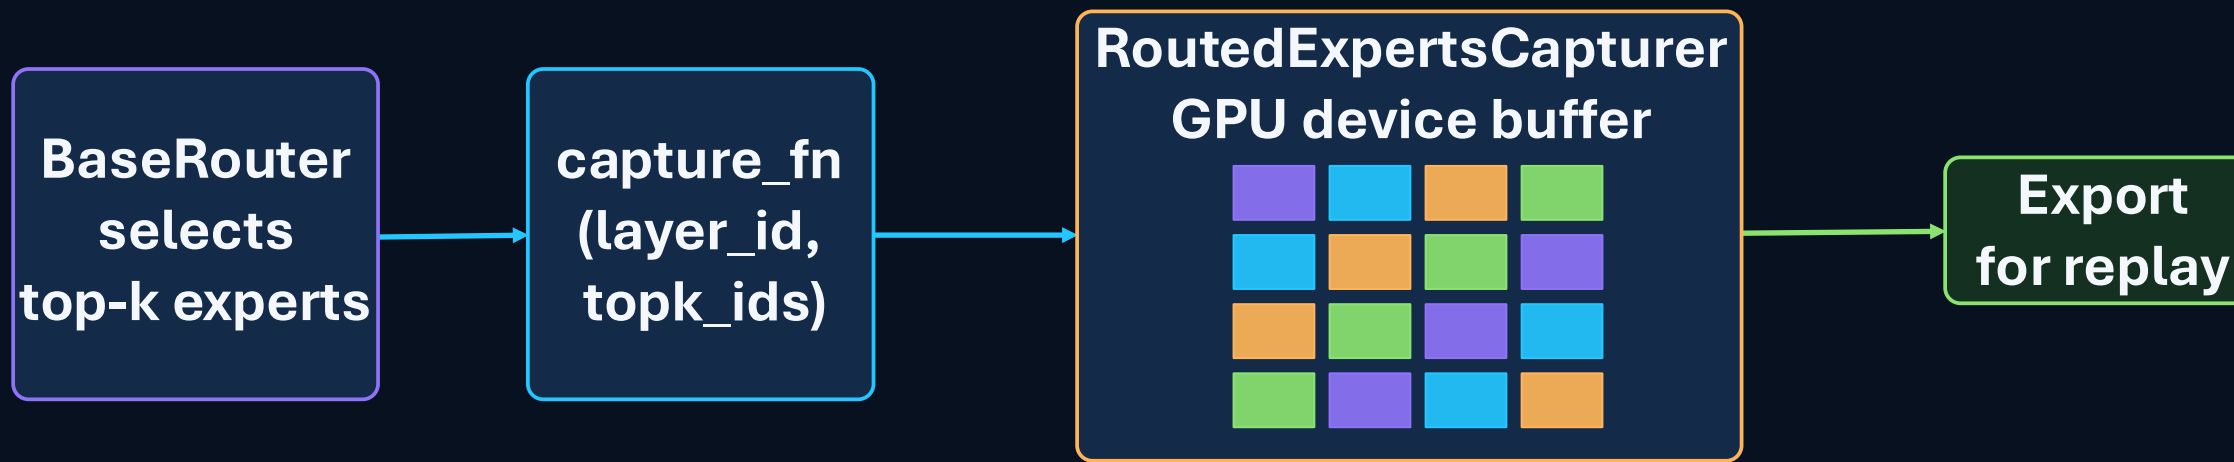 BaseRouter
selects
top-k experts
capture_fn
(layer_id,
topk_ids)
RoutedExpertsCapturer
GPU device buffer
Export
for replay